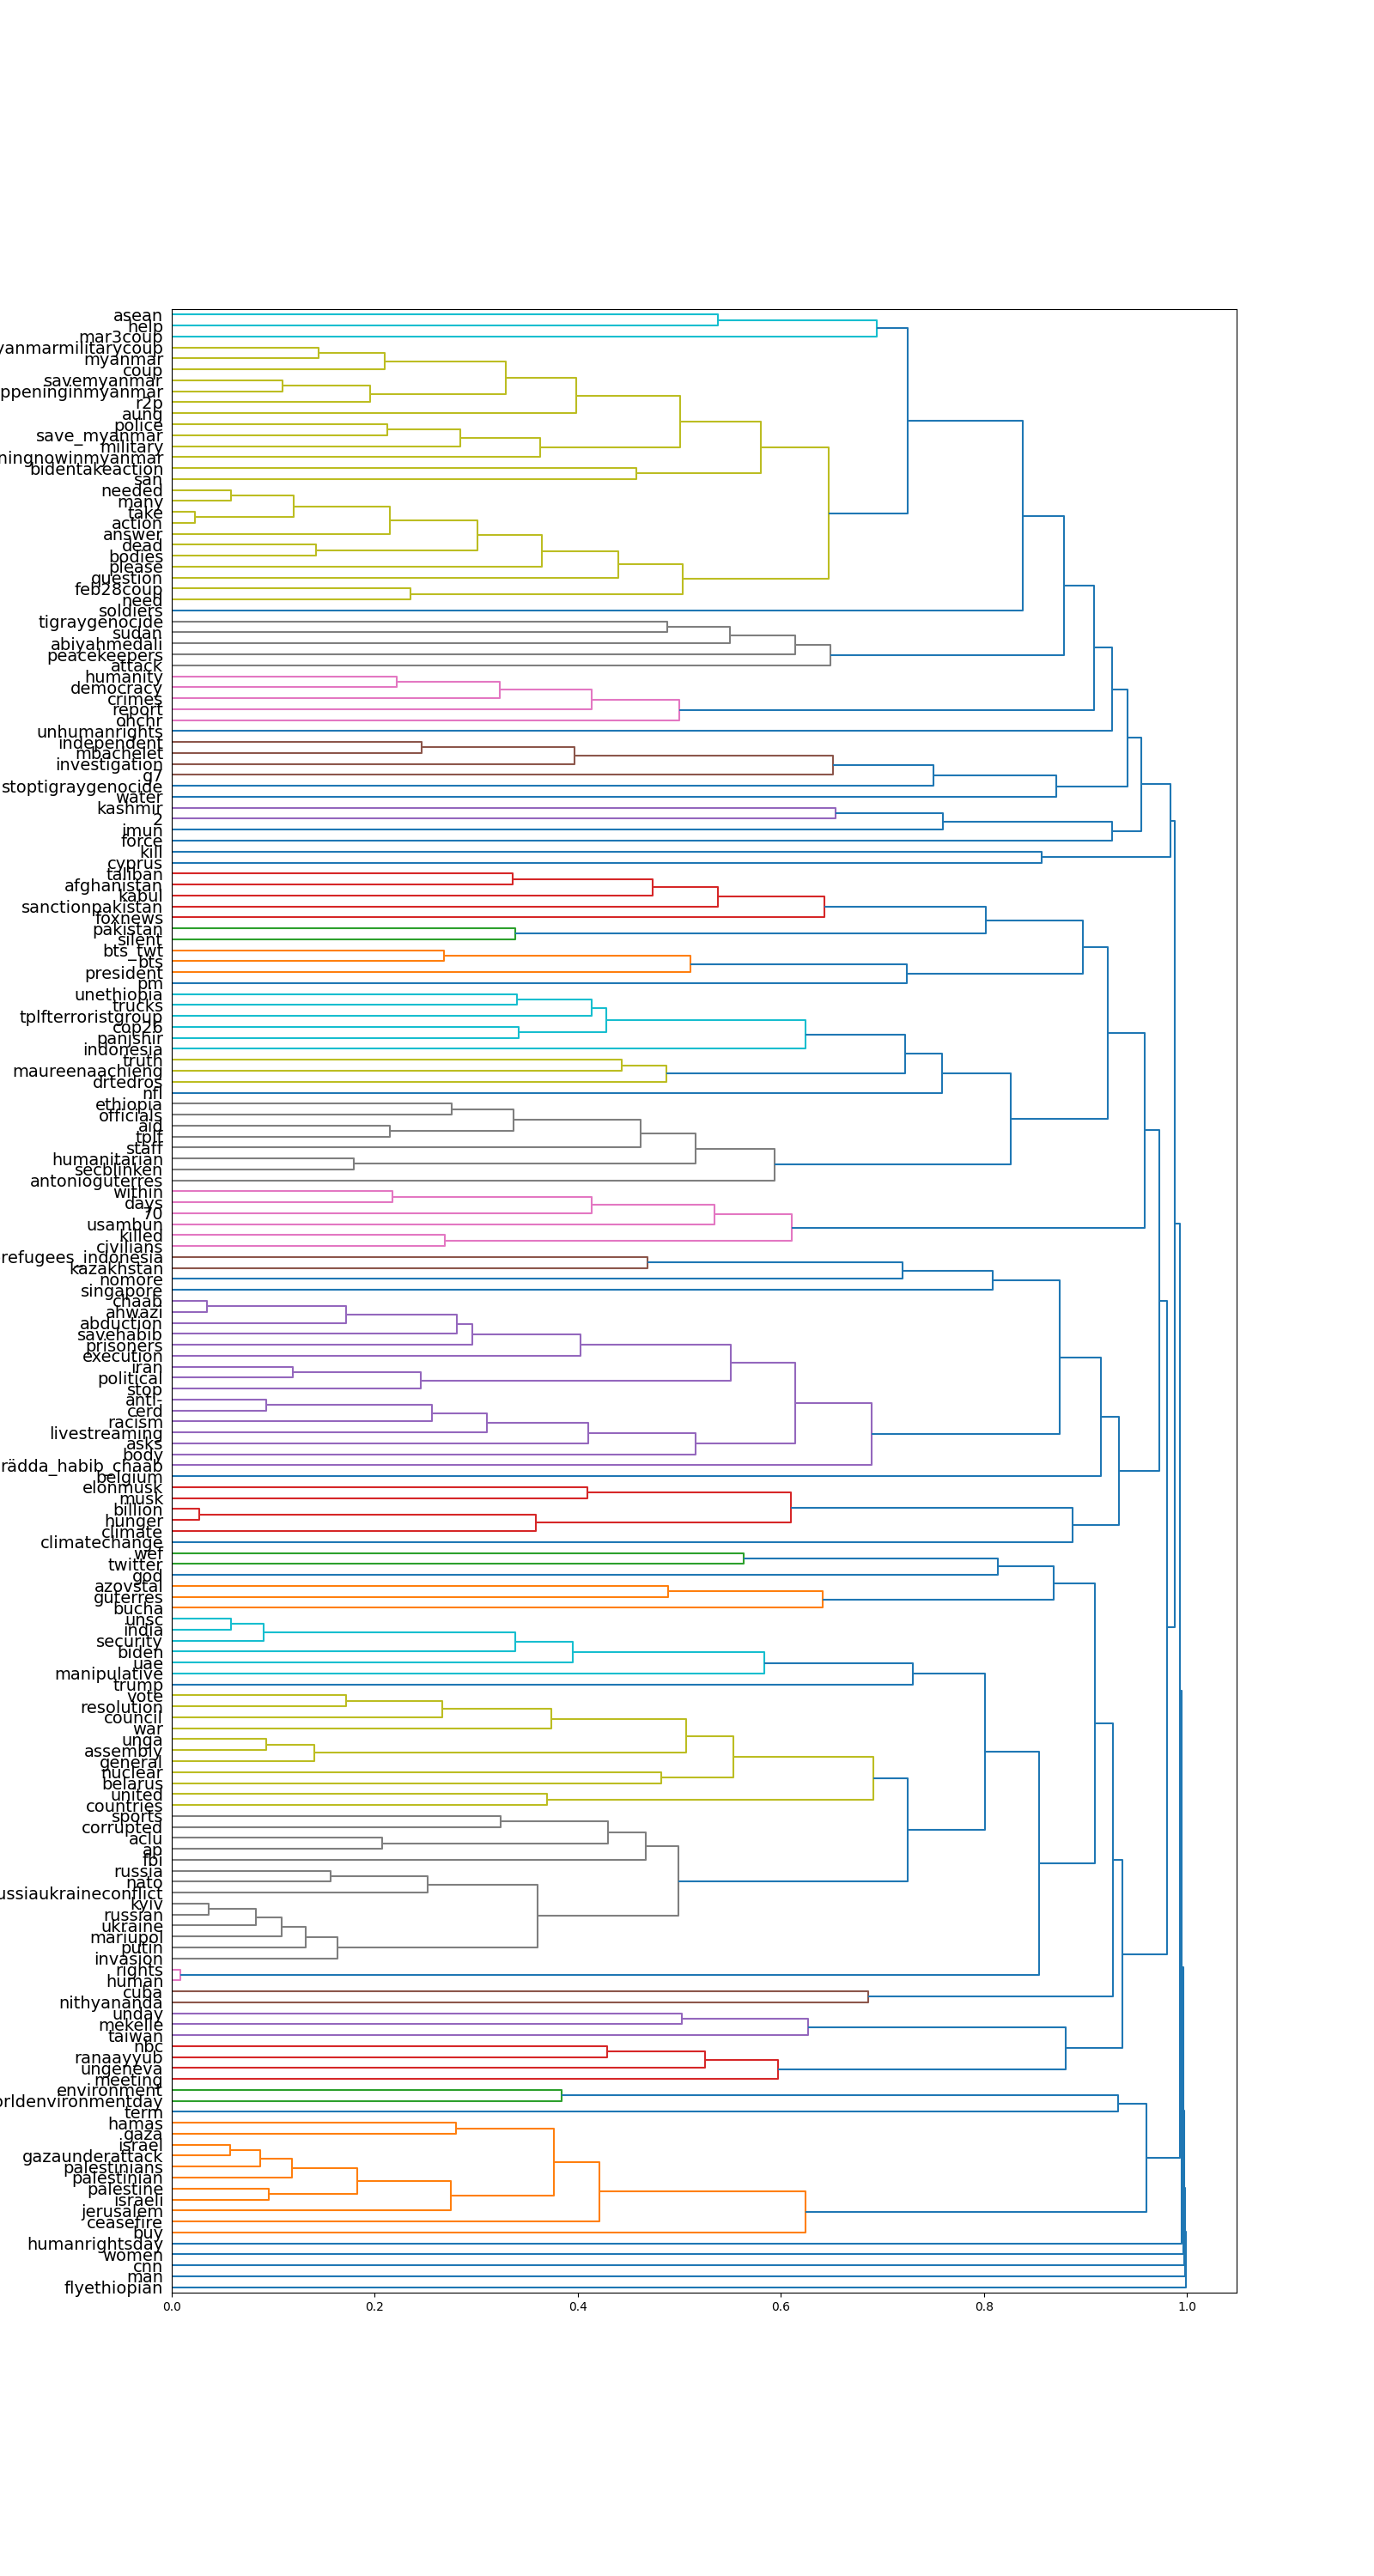 asean
help
mar3coup
yanmarmilitarycoup
myanmar
coup
savemyanmar
ppeninginmyanmar
r2p
aung
police
save_myanmar
military
ningnowinmyanmar
bidentakeaction
san
needed
many
take
action
answer
dead
bodies
please
question
feb28coup
need
soldiers
tigraygenocide
sudan
abiyahmedali
peacekeepers
attack
humanity
democracy
crimes
report
ohchr
unhumanrights
independent
mbachelet
investigation
g7
stoptigraygenocide
water
kashmir
2
imun
force
kill
cyprus
taliban
afghanistan
kabul
sanctionpakistan
foxnews
pakistan
silent
bts_twt
bts
president
pm
unethiopia
trucks
tplfterroristgroup
cop26
panjshir
indonesia
truth
maureenaachieng
drtedros
nfl
ethiopia
officials
aid
tplf
staff
humanitarian
secblinken
antonioguterres
within
days
70
usambun
killed
civilians
refugees_indonesia
kazakhstan
nomore
singapore
chaab
ahwazi
abduction
savehabib
prisoners
execution
iran
political
stop
anti-
cerd
racism
livestreaming
asks
body
rädda_habib_chaab
belgium
elonmusk
musk
billion
hunger
climate
climatechange
wef
twitter
god
azovstal
guterres
bucha
unsc
india
security
biden
uae
manipulative
trump
vote
resolution
council
war
unga
assembly
general
nuclear
belarus
united
countries
sports
corrupted
aclu
ap
fbi
russia
nato
ussiaukraineconflict
kyiv
russian
ukraine
mariupol
putin
invasion
rights
human
cuba
nithyananda
unday
mekelle
taiwan
nbc
ranaayyub
ungeneva
meeting
environment
orldenvironmentday
term
hamas
gaza
israel
gazaunderattack
palestinians
palestinian
palestine
israeli
jerusalem
ceasefire
buy
humanrightsday
women
cnn
man
flyethiopian
0.0 0.2 0.4 0.6 0.8 1.0